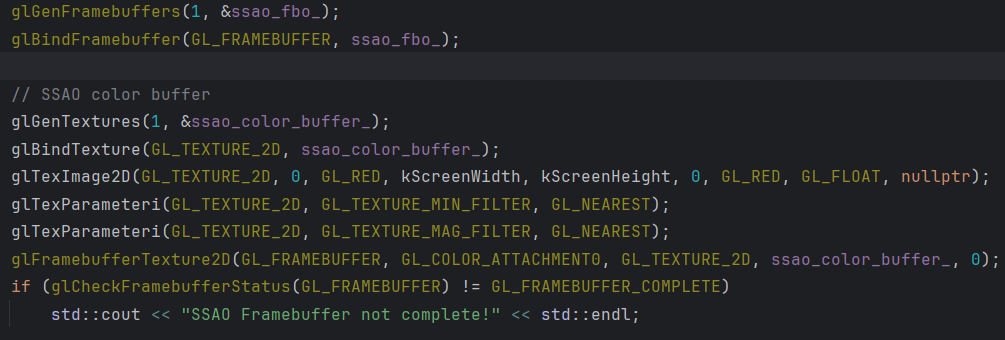 glGenFramebuffers(1, &ssao_fbo_);
glBindFramebuffer(GL_FRAMEBUFFER, ssao_fbo_);
// SSAO color buffer
glGenTextures(1, &ssao_color_buffer_);
glBindTexture(GL_TEXTURE_2D, ssao_color_buffer_);
glTexImage2D(GL_TEXTURE_2D, 0, GL_RED, kScreenWidth, kScreenHeight, 0, GL_RED, GL_FLOAT, nullptr);
glTexParameteri(GL_TEXTURE_2D, GL_TEXTURE_MIN_FILTER, GL_NEAREST);
glTexParameteri(GL_TEXTURE_2D, GL_TEXTURE_MAG_FILTER, GL_NEAREST);
glFramebufferTexture2D(GL_FRAMEBUFFER, GL_COLOR_ATTACHMENT0, GL_TEXTURE_2D, ssao_color_buffer_, 0);
if (glCheckFramebufferStatus(GL_FRAMEBUFFER) != GL_FRAMEBUFFER_COMPLETE)
    std::cout << "SSAO Framebuffer not complete!" << std::endl;